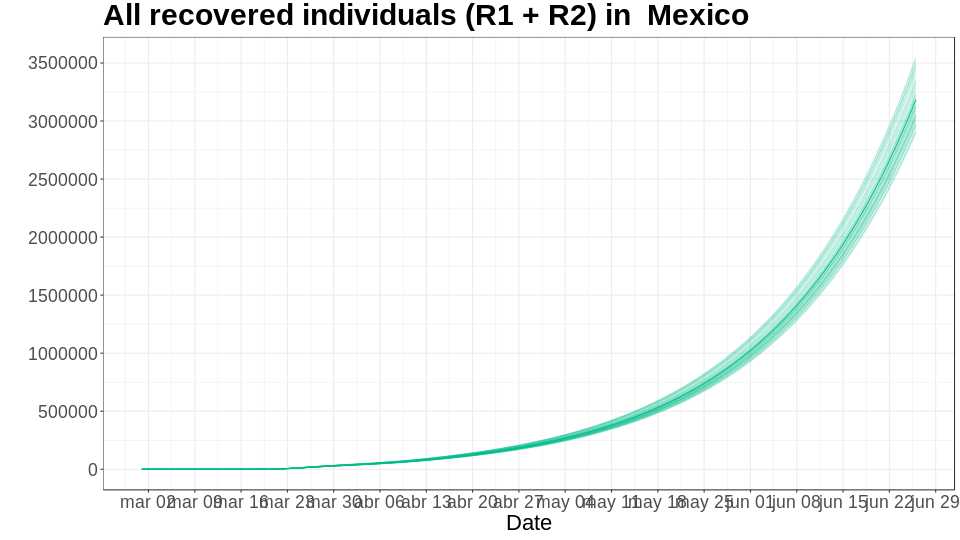 All recovered individuals (R1 + R2) in  Mexico
3500000
3000000
2500000
2000000
1500000
1000000
500000
0
mar 02 mar 09 mar 16 mar 23 mar 30 abr 06 abr 13 abr 20 abr 27 may 04 may 11 may 18 may 25 jun 01 jun 08 jun 15 jun 22 jun 29
Date